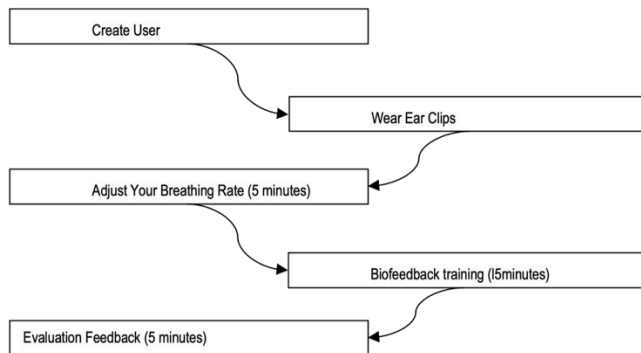 Create User
Wear Ear Clips
Adjust Your Breathing Rate (5 minutes)
Biofeedback training (l5minutes)
Evaluation Feedback (5 minutes)